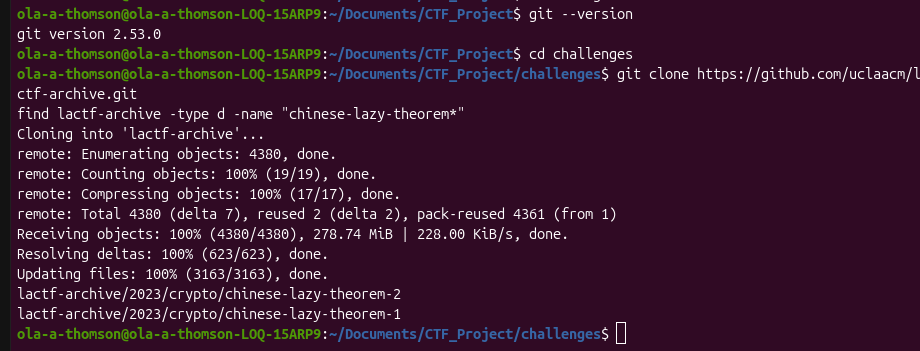 ola-a-thomson@ola-a-thomson-LOQ-15ARP9:~/Documents/CTF_Project$ git --version
git version 2.53.0
ola-a-thomson@ola-a-thomson-LOQ-15ARP9:~/Documents/CTF_Project$ cd challenges
ola-a-thomson@ola-a-thomson-LOQ-15ARP9:~/Documents/CTF_Project/challenges$ git clone https://github.com/uclaacm/l
ctf-archive.git
find lactf-archive -type d -name "chinese-lazy-theorem*"
Cloning into 'lactf-archive'...
remote: Enumerating objects: 4380, done.
remote: Counting objects: 100% (19/19), done.
remote: Compressing objects: 100% (17/17), done.
remote: Total 4380 (delta 7), reused 2 (delta 2), pack-reused 4361 (from 1)
Receiving objects: 100% (4380/4380), 278.74 MiB | 228.00 KiB/s, done.
Resolving deltas: 100% (623/623), done.
Updating files: 100% (3163/3163), done.
lactf-archive/2023/crypto/chinese-lazy-theorem-2
lactf-archive/2023/crypto/chinese-lazy-theorem-1
ola-a-thomson@ola-a-thomson-LOQ-15ARP9:~/Documents/CTF_Project/challenges$